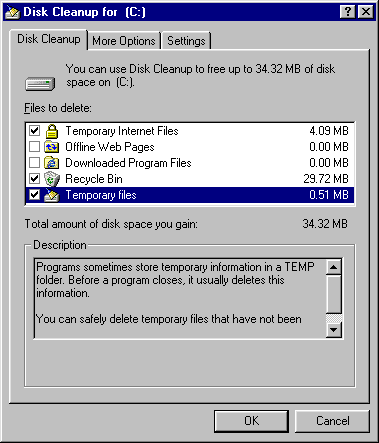 Disk Cleanup for (C:)
Disk Cleanup More Options Settings
You can use Disk Cleanup to free up to 34.32 MB of disk
space on (C:).
Files to delete:
Temporary Internet Files 4.09 MB
Offline Web Pages 0.00 MB
Downloaded Program Files 0.00 MB
Recycle Bin 29.72 MB
Temporary files 0.51 MB
Total amount of disk space you gain: 34.32 MB
Description
Programs sometimes store temporary information in a TEMP
folder. Before a program closes, it usually deletes this
information.
You can safely delete temporary files that have not been
OK Cancel